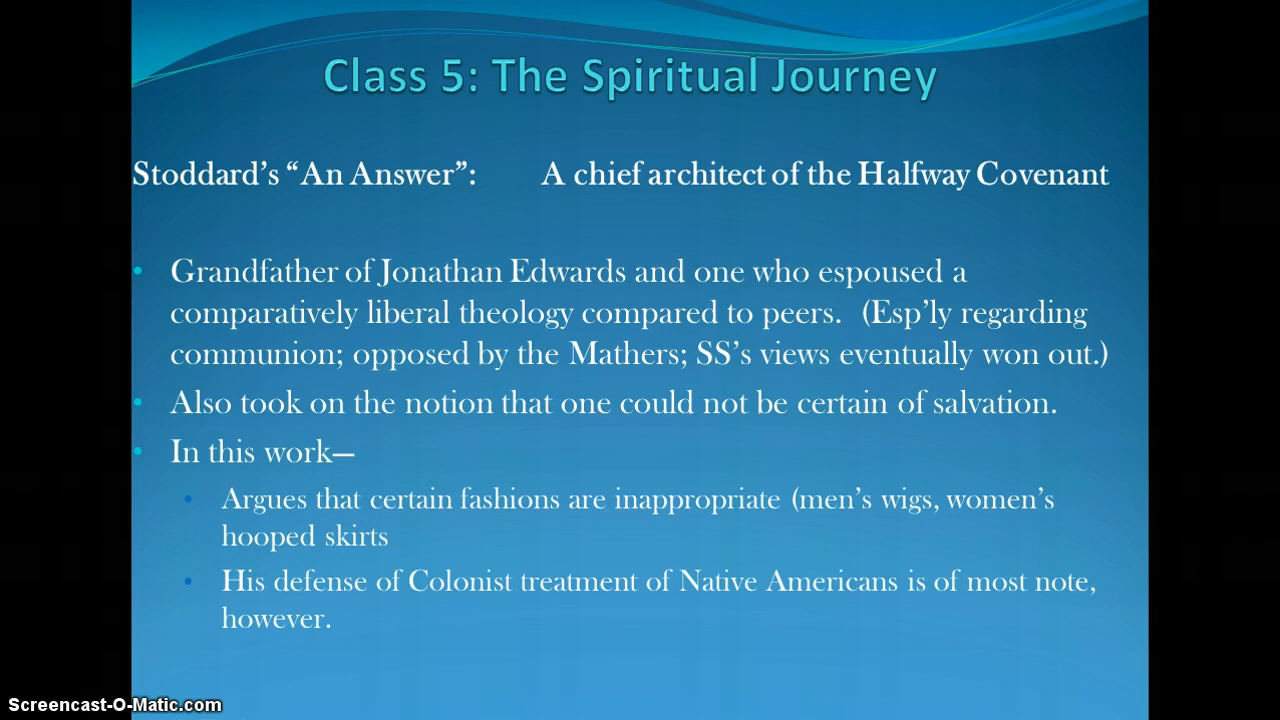 Class 5: The Spiritual Journey
Stoddard's “An Answer”: A chief architect of the Halfway Covenant
• Grandfather of Jonathan Edwards and one who espoused a
comparatively liberal theology compared to peers. (Esp'ly regarding
communion; opposed by the Mathers; SS's views eventually won out.)
• Also took on the notion that one could not be certain of salvation.
• In this work—
• Argues that certain fashions are inappropriate (men's wigs, women's
hooped skirts
• His defense of Colonist treatment of Native Americans is of most note,
however.
Screencast-O-Matic.com